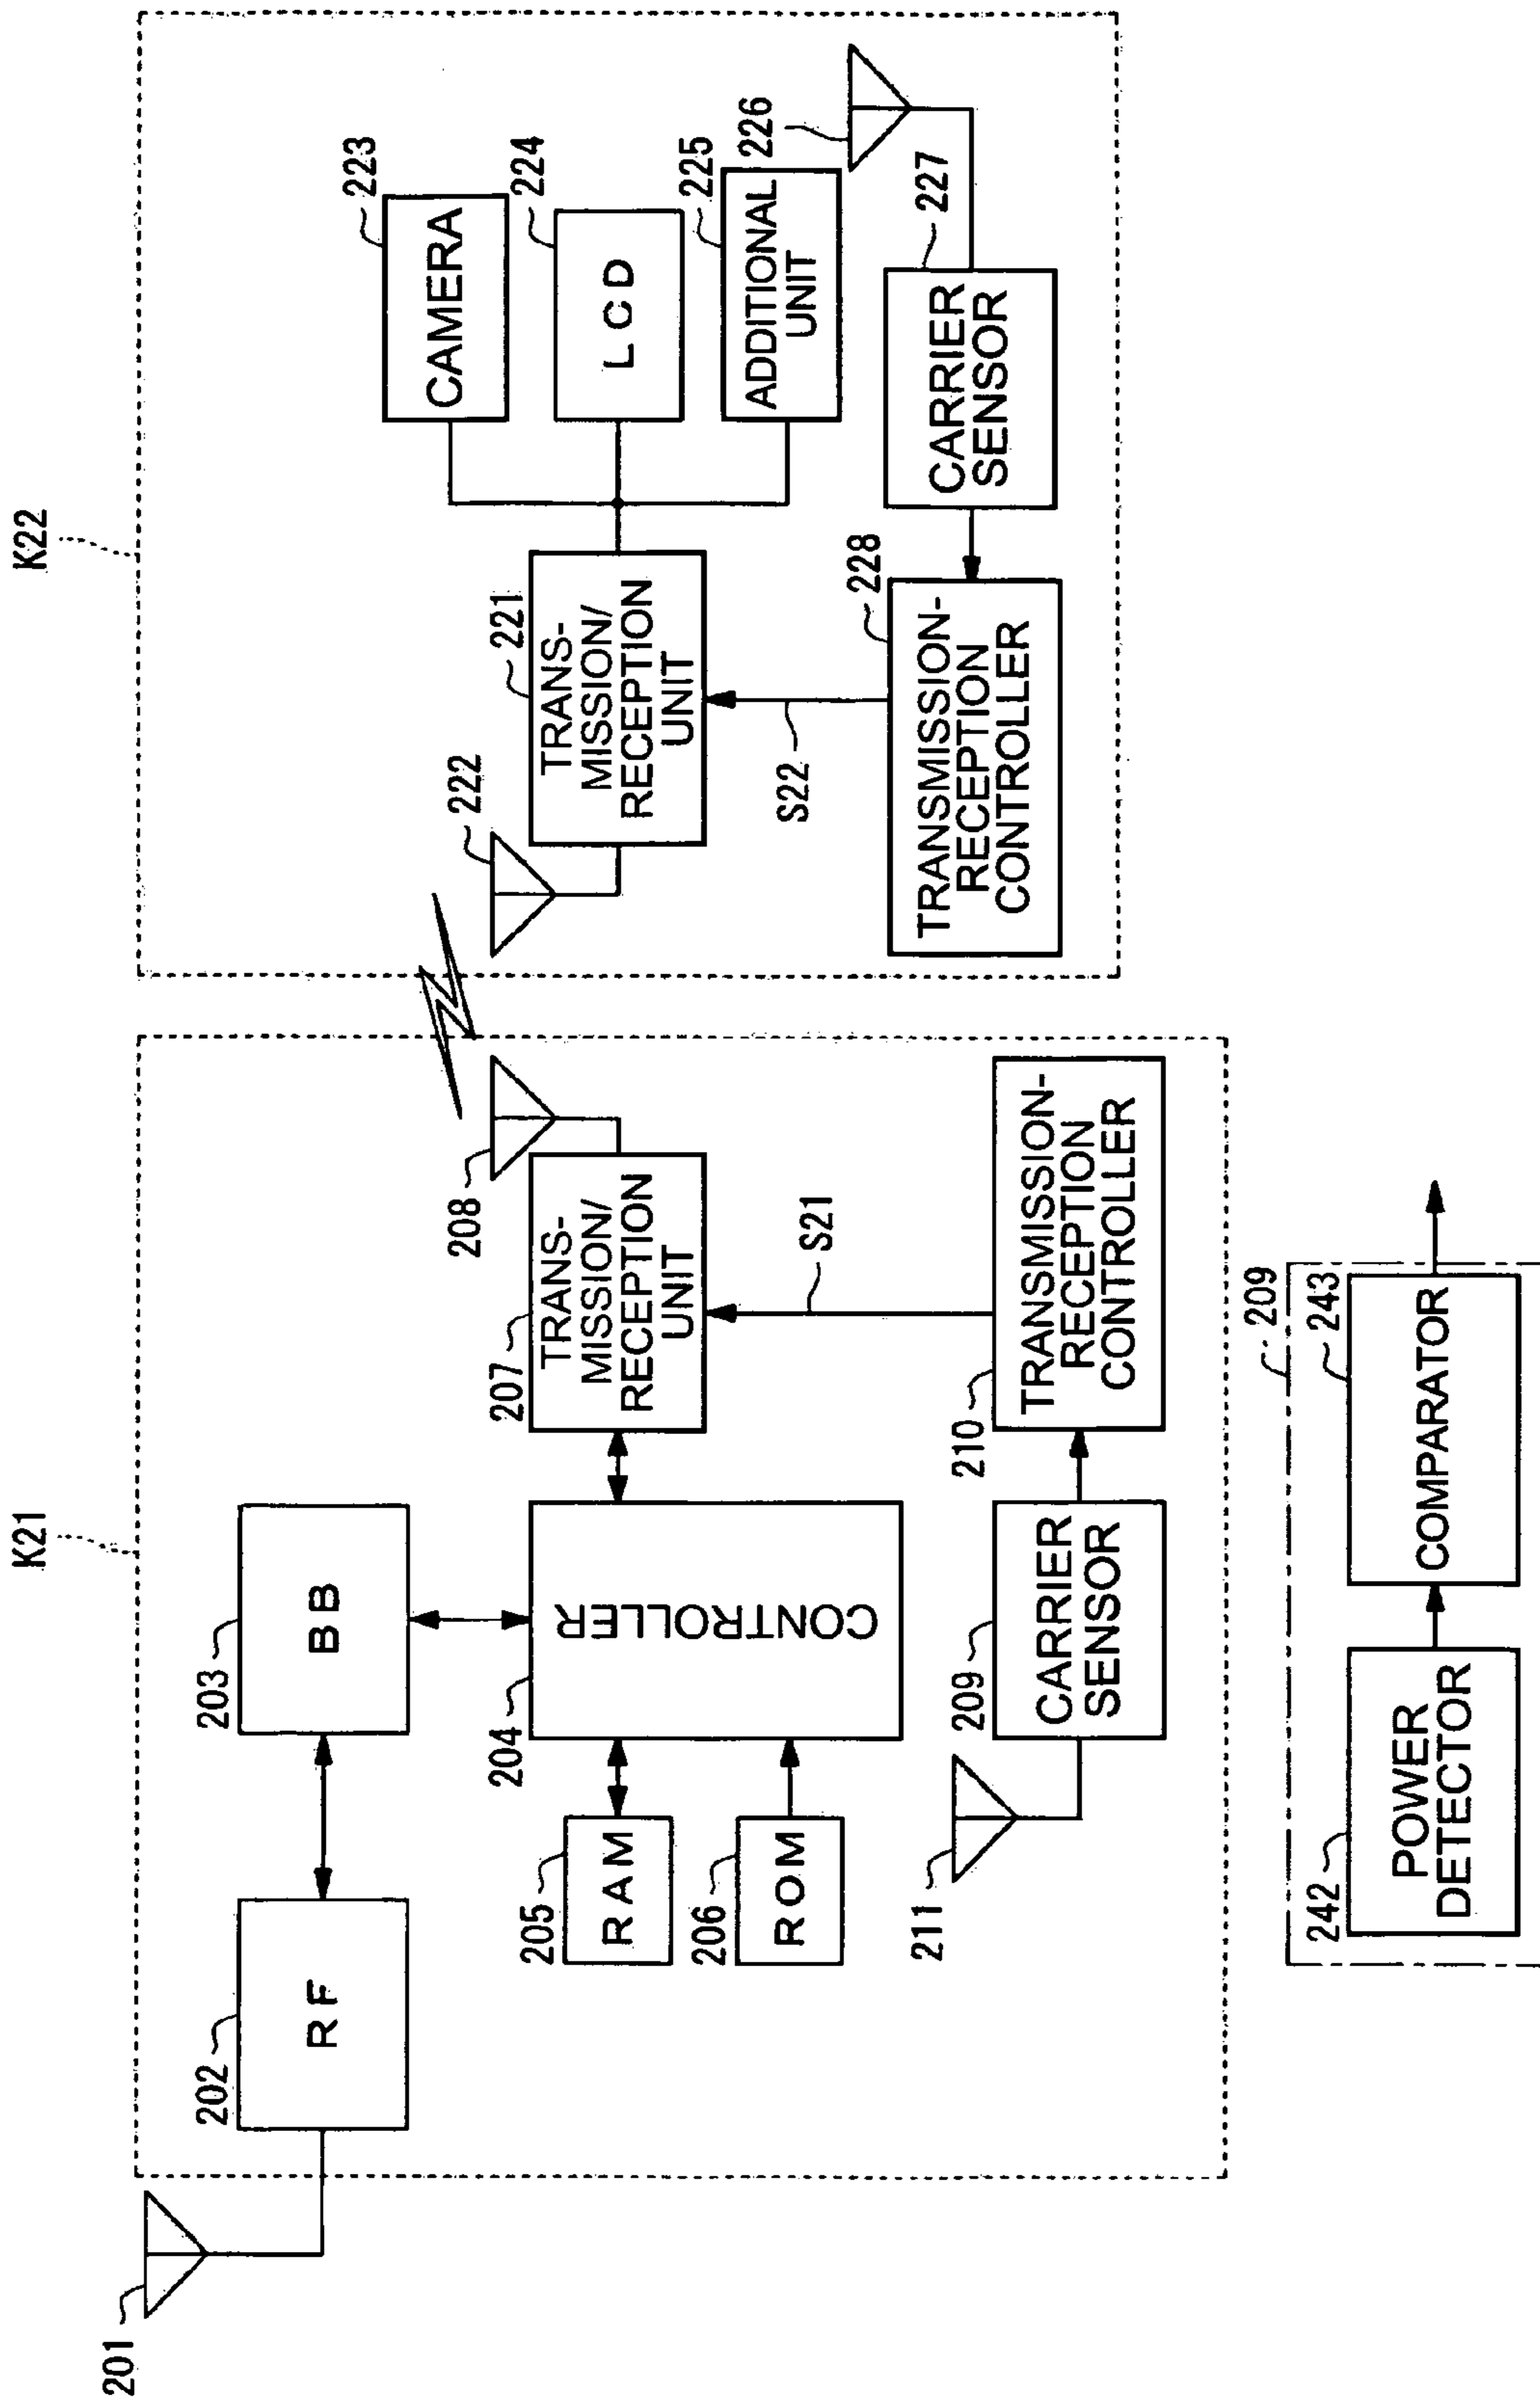 K21
K22
201
202
RF
203
BB
204
CONTROLLER
205
RAM
206
ROM
207
TRANS-
MISSION/
RECEPTION
UNIT
208
222
221
TRANS-
MISSION/
RECEPTION
UNIT
223
CAMERA
224
LCD
225
ADDITIONAL
UNIT
226
211
209
CARRIER
SENSOR
210
TRANSMISSION-
RECEPTION
CONTROLLER
S21
S22
228
TRANSMISSION-
RECEPTION
CONTROLLER
227
CARRIER
SENSOR
209
242
POWER
DETECTOR
243
COMPARATOR